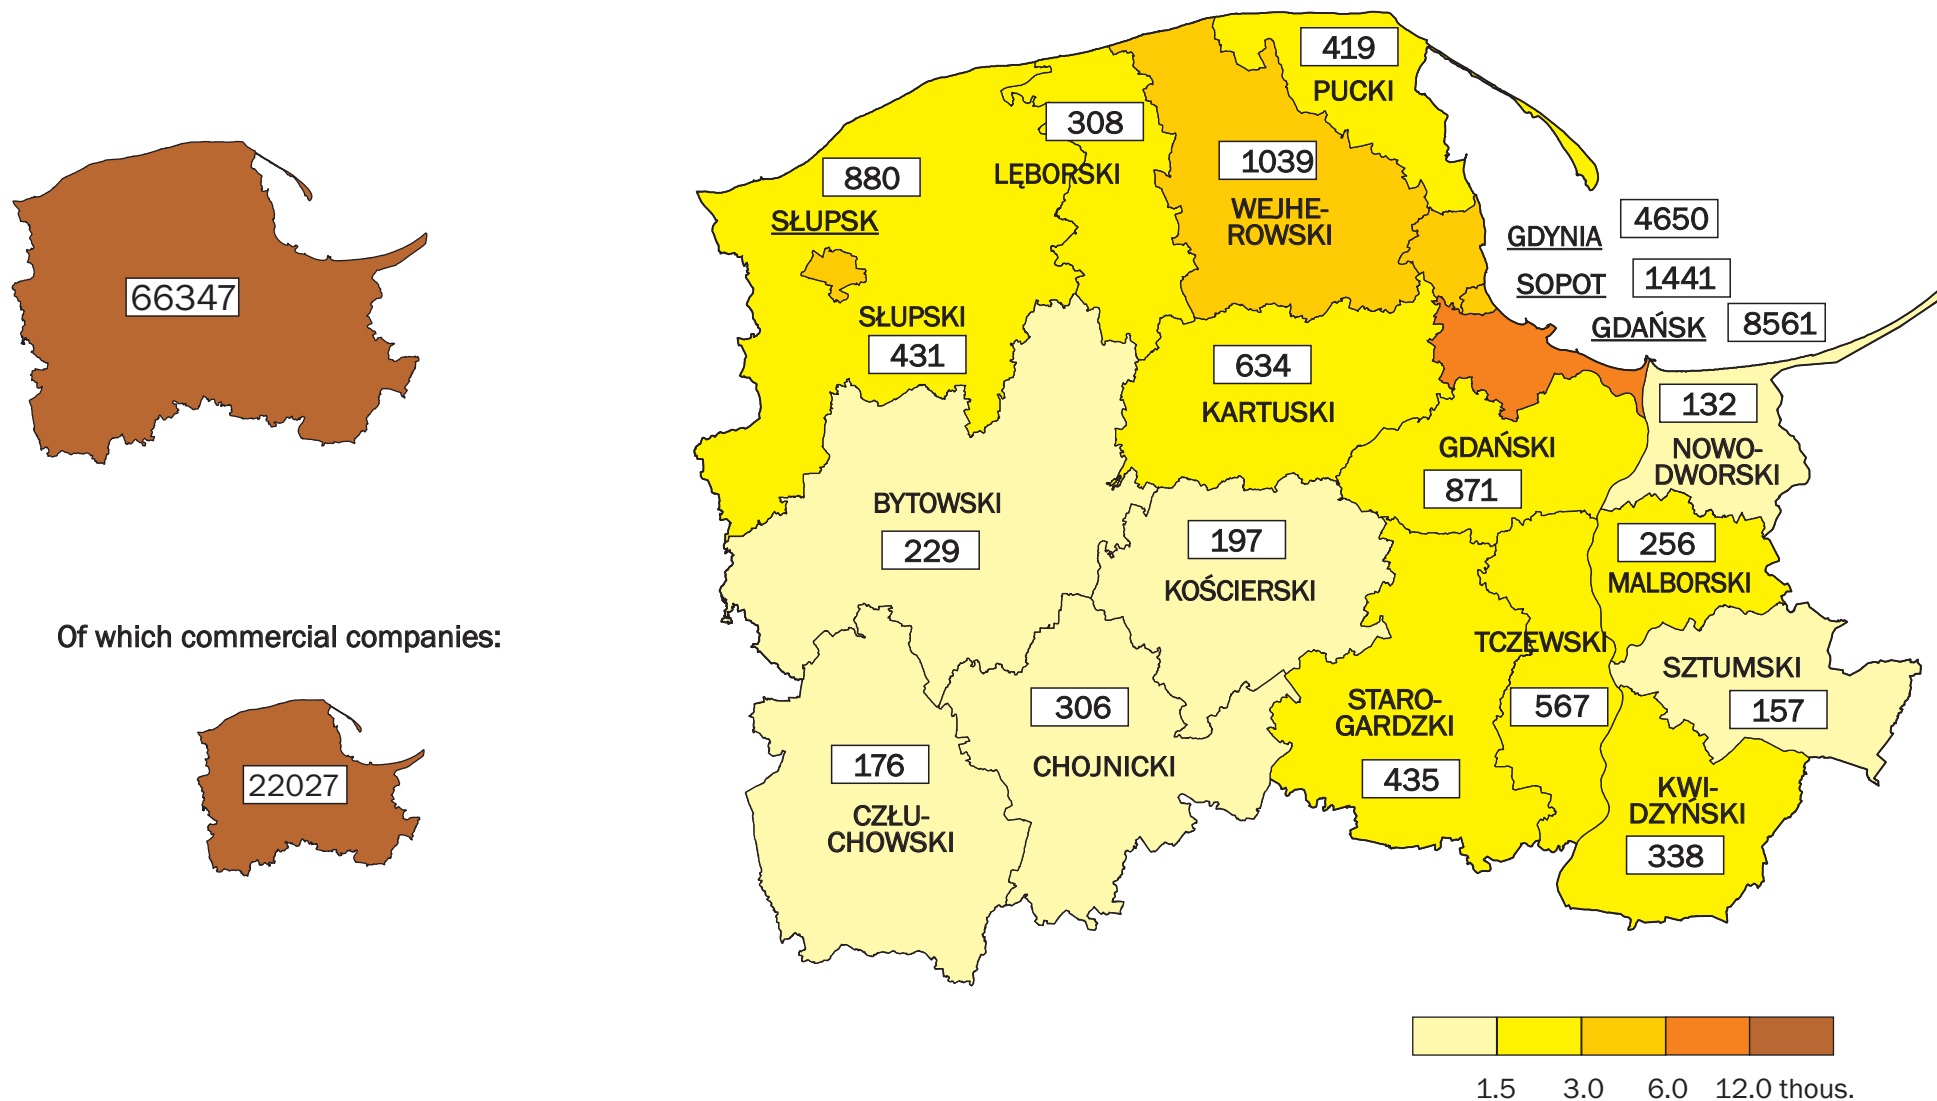 66347
Of which commercial companies:
22027
419
PUCKI
308
LĘBORSKI
880
SŁUPSK
1039
WEJHE-
ROWSKI
GDYNIA 4650
SOPOT 1441
GDAŃSK 8561
SŁUPSKI
431
634
KARTUSKI
132
NOWO-
DWORSKI
GDAŃSKI
871
BYTOWSKI
229
197
KOŚCIERSKI
256
MALBORSKI
TCZEWSKI
567
SZTUMSKI
157
STARO-
GARDZKI
435
306
CHOJNICKI
176
CZŁU-
CHOWSKI
KWI-
DZYŃSKI
338
1.5 3.0 6.0 12.0 thous.